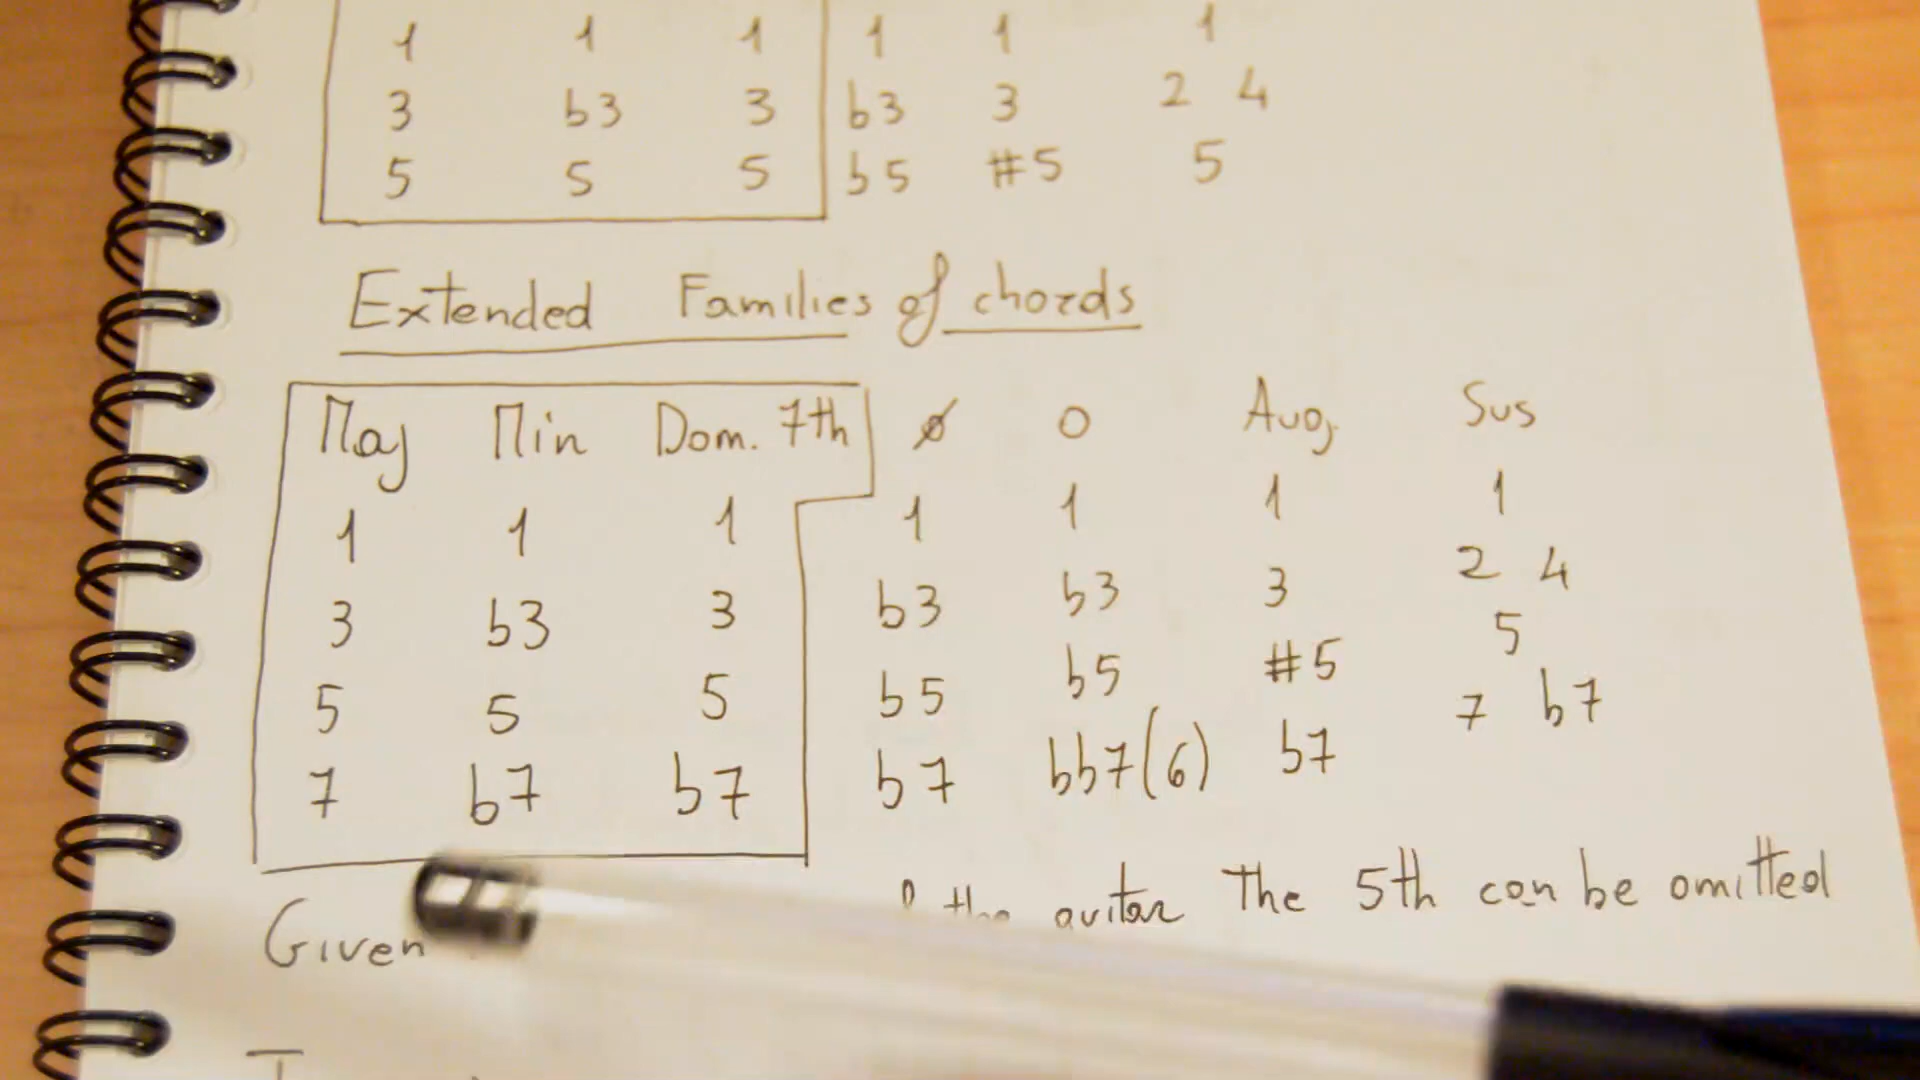 1 1 1 1 1 1
3 b3 3 b3 3 2 4
5 5 5 b5 #5 5
Extended Families of chords
Maj Min Dom. 7th ø O Aug. Sus
1 1 1 1 1 1 1
3 b3 3 b3 b3 3 2 4
5 5 5 b5 b5 #5 5
7 b7 b7 b7 bb7(6) b7 7 b7
Given the guitar the 5th can be omitted